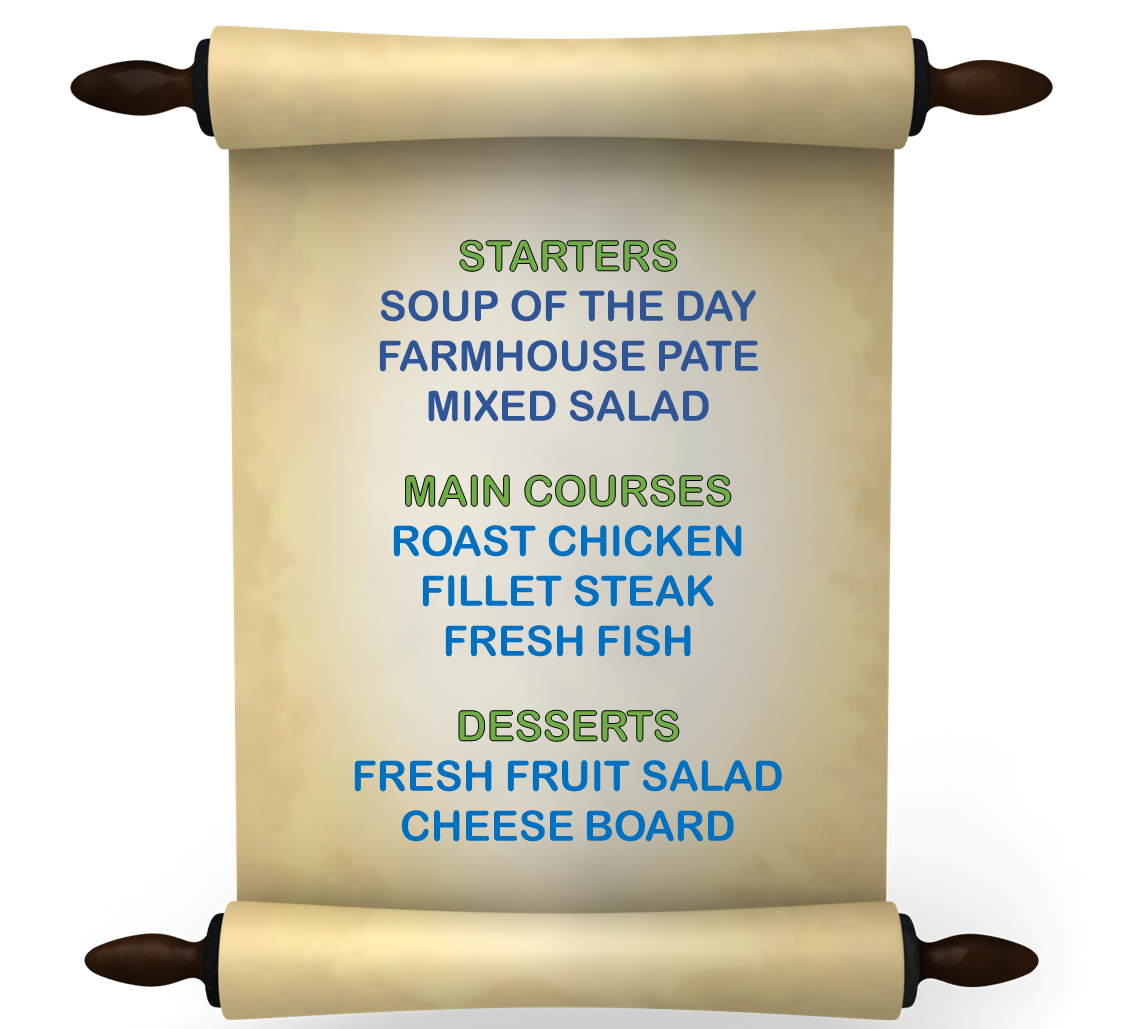 STARTERS
SOUP OF THE DAY
FARMHOUSE PATE
MIXED SALAD
MAIN COURSES
ROAST CHICKEN
FILLET STEAK
FRESH FISH
DESSERTS
FRESH FRUIT SALAD
CHEESE BOARD